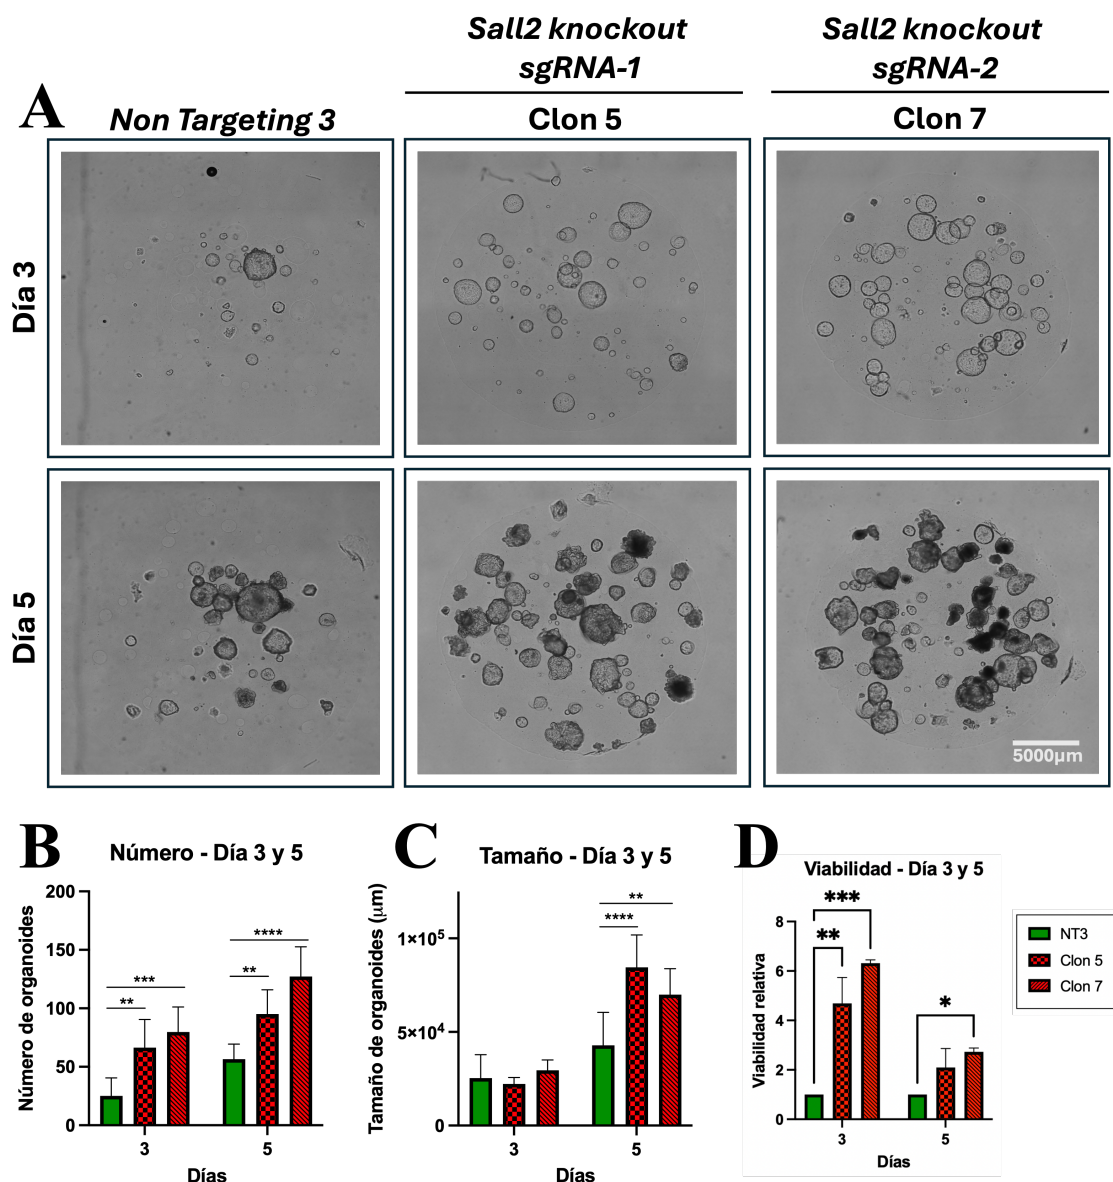 Sall2 knockout
sgRNA-1
Sall2 knockout
sgRNA-2
A
Non Targeting 3
Clon 5
Clon 7
Día 3
Día 5
5000µm
B
Número - Día 3 y 5
Número de organoides
200
150
100
50
0
**
***
**
****
3
5
Días
C
Tamaño - Día 3 y 5
Tamaño de organoides (µm)
1×10⁵
5×10⁴
0
****
**
3
5
Días
D
Viabilidad - Día 3 y 5
Viabilidad relativa
8
6
4
2
0
***
**
*
3
5
Días
NT3
Clon 5
Clon 7